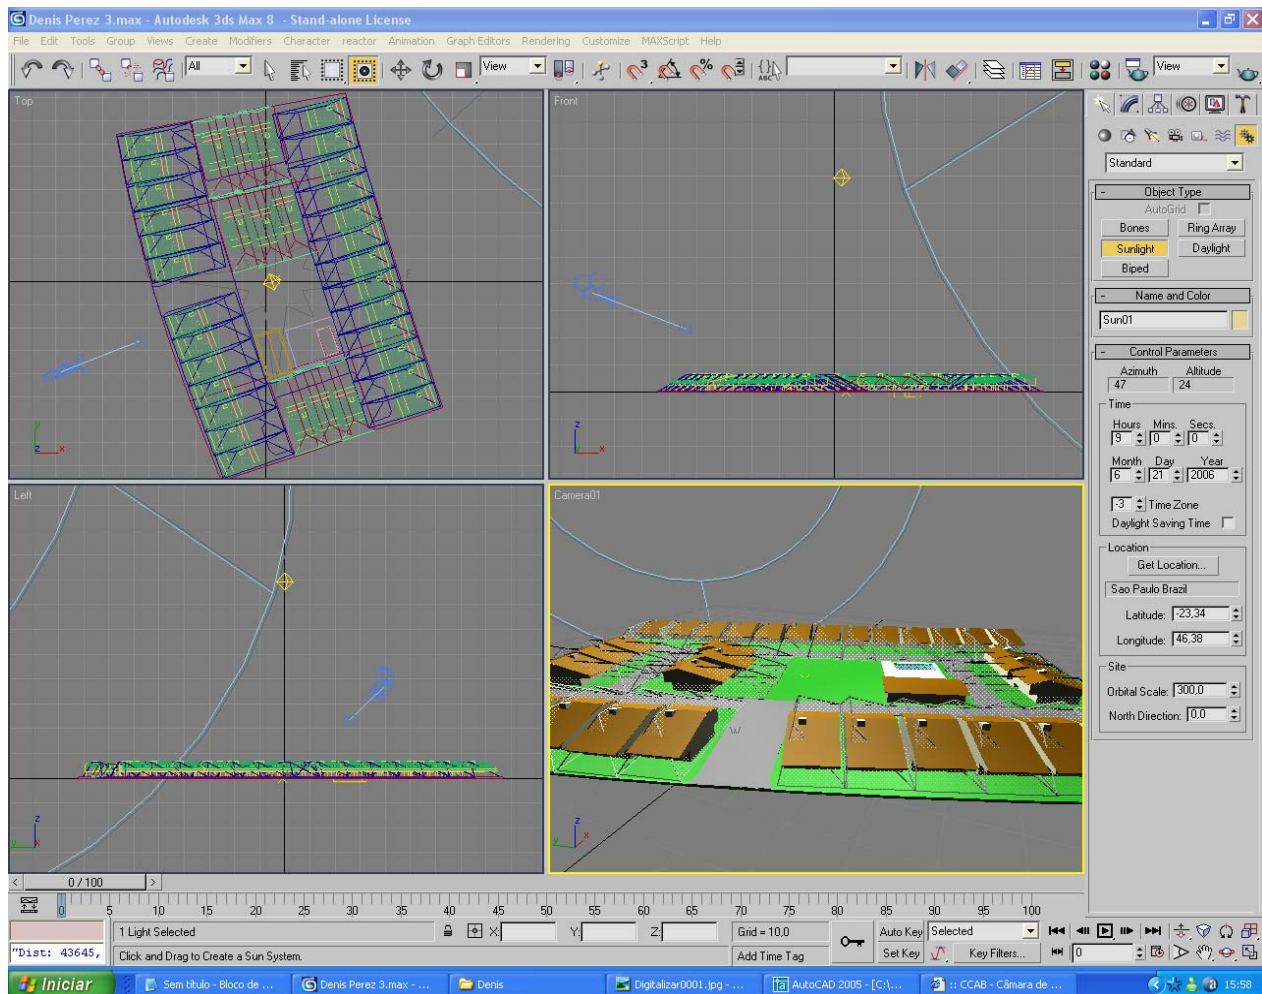 Denis Perez 3.max - Autodesk 3ds Max 8 - Stand-alone License
File Edit Tools Group Views Create Modifiers Character reactor Animation Graph Editors Rendering Customize MAXScript Help
All View View
Top
Front
Left
Camera01
Standard
Object Type
AutoGrid
Bones Ring Array
Sunlight Daylight
Biped
Name and Color
Sun01
Control Parameters
Azimuth Altitude
47 24
Time
Hours Mins. Secs.
9 0 0
Month Day Year
6 21 2006
-3 Time Zone
Daylight Saving Time
Location
Get Location...
Sao Paulo Brazil
Latitude: -23,34
Longitude: 46,38
Site
Orbital Scale: 300,0
North Direction: 0,0
0 / 100
0 5 10 15 20 25 30 35 40 45 50 55 60 65 70 75 80 85 90 95 100
1 Light Selected X: Y: Z: Grid = 10,0 Auto Key Selected
"Dist: 43645, Click and Drag to Create a Sun System. Add Time Tag Set Key Key Filters... 0
Iniciar Sem título - Bloco de ... Denis Perez 3.max - ... Denis Digitalizar0001.jpg - ... AutoCAD 2005 - [C:\... :: CCAB - Câmara de ... 15:58